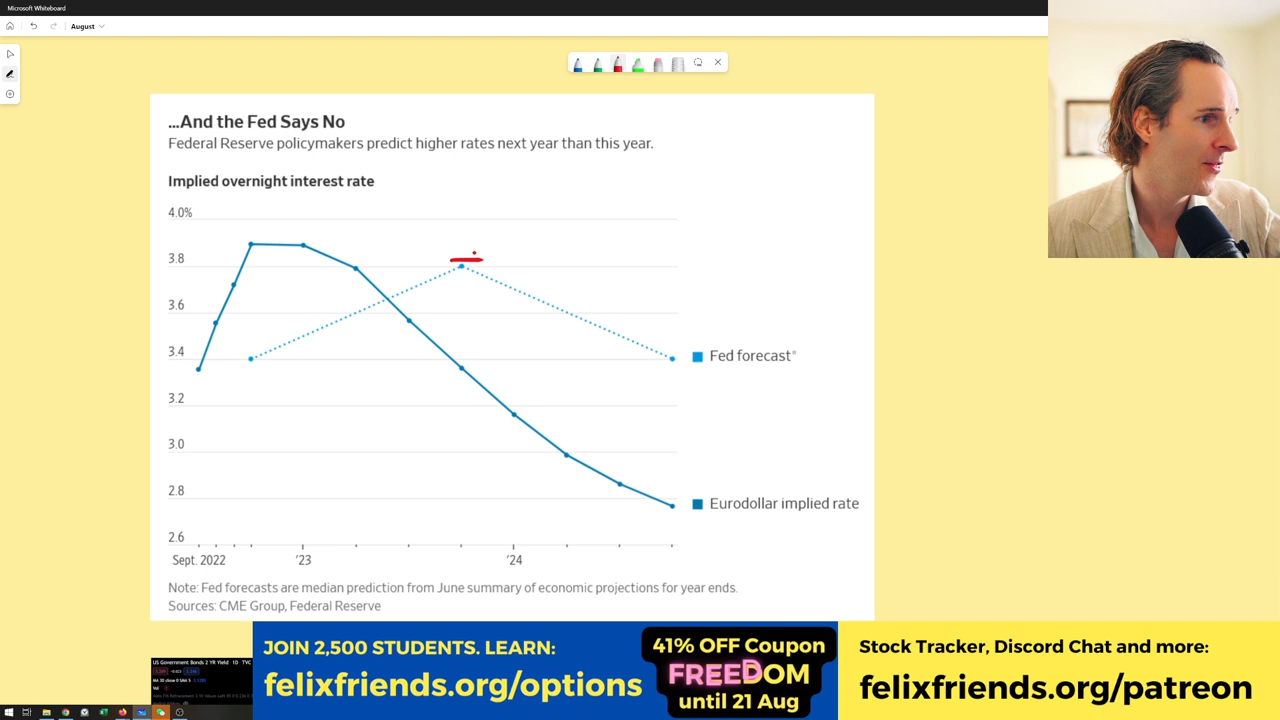 Microsoft Whiteboard
August
...And the Fed Says No
Federal Reserve policymakers predict higher rates next year than this year.
Implied overnight interest rate
4.0%
3.8
3.6
3.4
Fed forecast*
3.2
3.0
2.8
Eurodollar implied rate
2.6
Sept. 2022
'23
'24
Note: Fed forecasts are median prediction from June summary of economic projections for year ends.
Sources: CME Group, Federal Reserve
JOIN 2,500 STUDENTS. LEARN:
felixfriends.org/options
41% OFF Coupon
FREEDOM
until 21 Aug
Stock Tracker, Discord Chat and more:
felixfriends.org/patreon
US Government Bonds 2 YR Yield 1D TVC